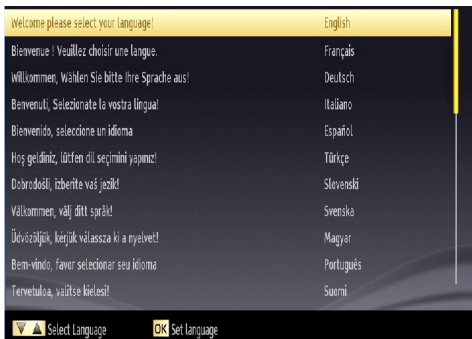 Welcome please select your language! English
Bienvenue ! Veuillez choisir une langue. Français
Willkommen, Wählen Sie bitte Ihre Sprache aus! Deutsch
Benvenuti, Selezionate la vostra lingua! Italiano
Bienvenido, seleccione un idioma Español
Hoş geldiniz, lütfen dil seçimini yapınız! Türkçe
Dobrodošli, izberite vaš jezik! Slovenski
Välkommen, välj ditt språk! Svenska
Üdvözöljük, kérjük válassza ki a nyelvet! Magyar
Bem-vindo, favor selecionar seu idioma Português
Tervetuloa, valitse kielesi! Suomi
Select Language OK Set language